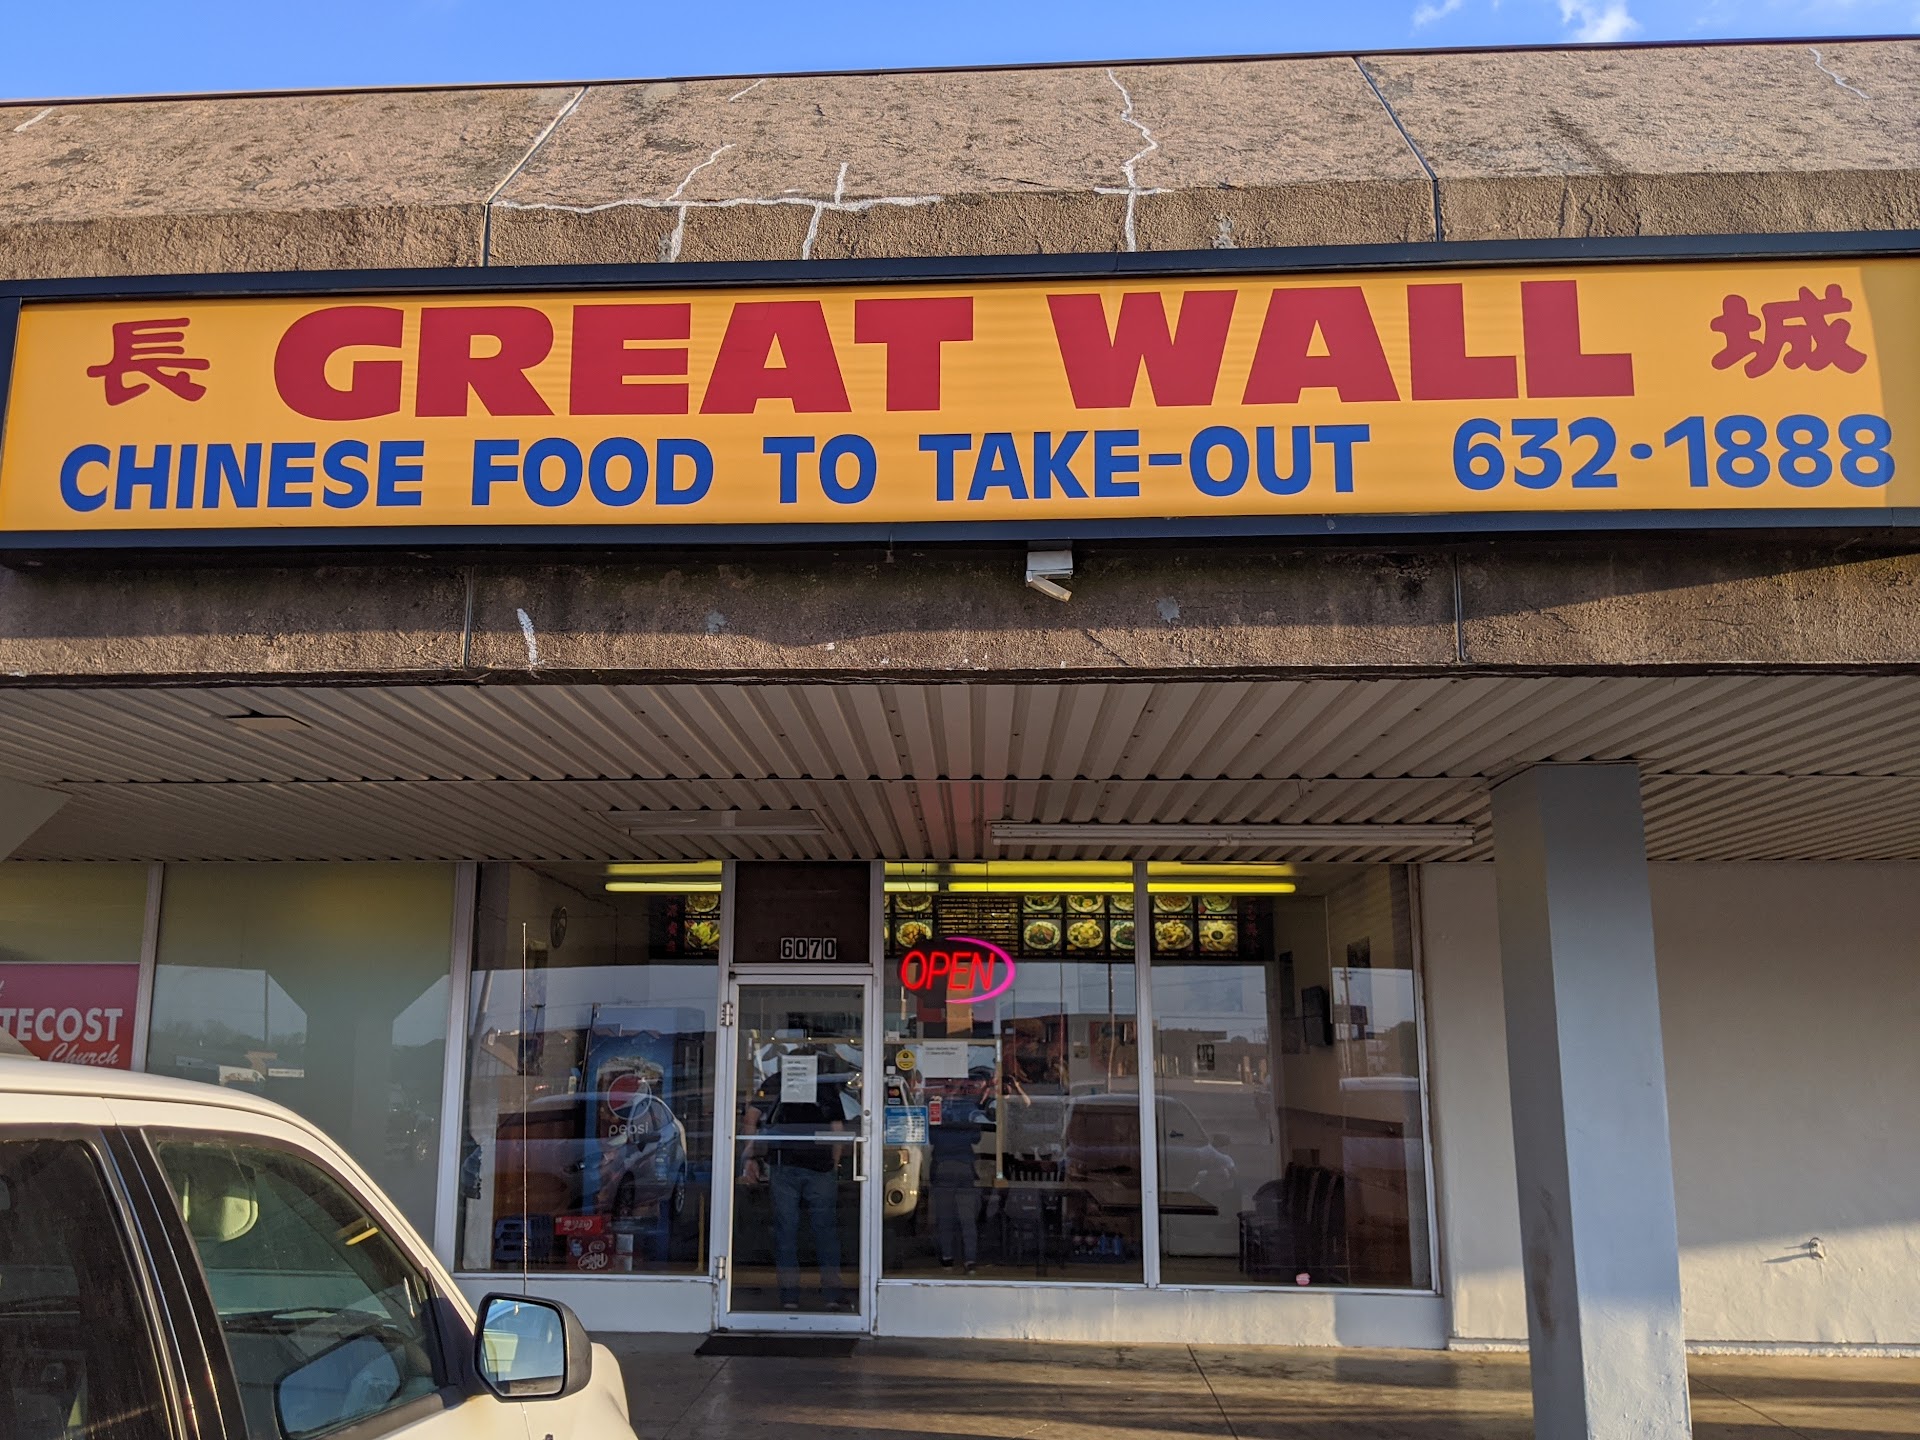 長 GREAT WALL 城
CHINESE FOOD TO TAKE-OUT 632·1888
6070
OPEN
TECOST
Church
pepsi